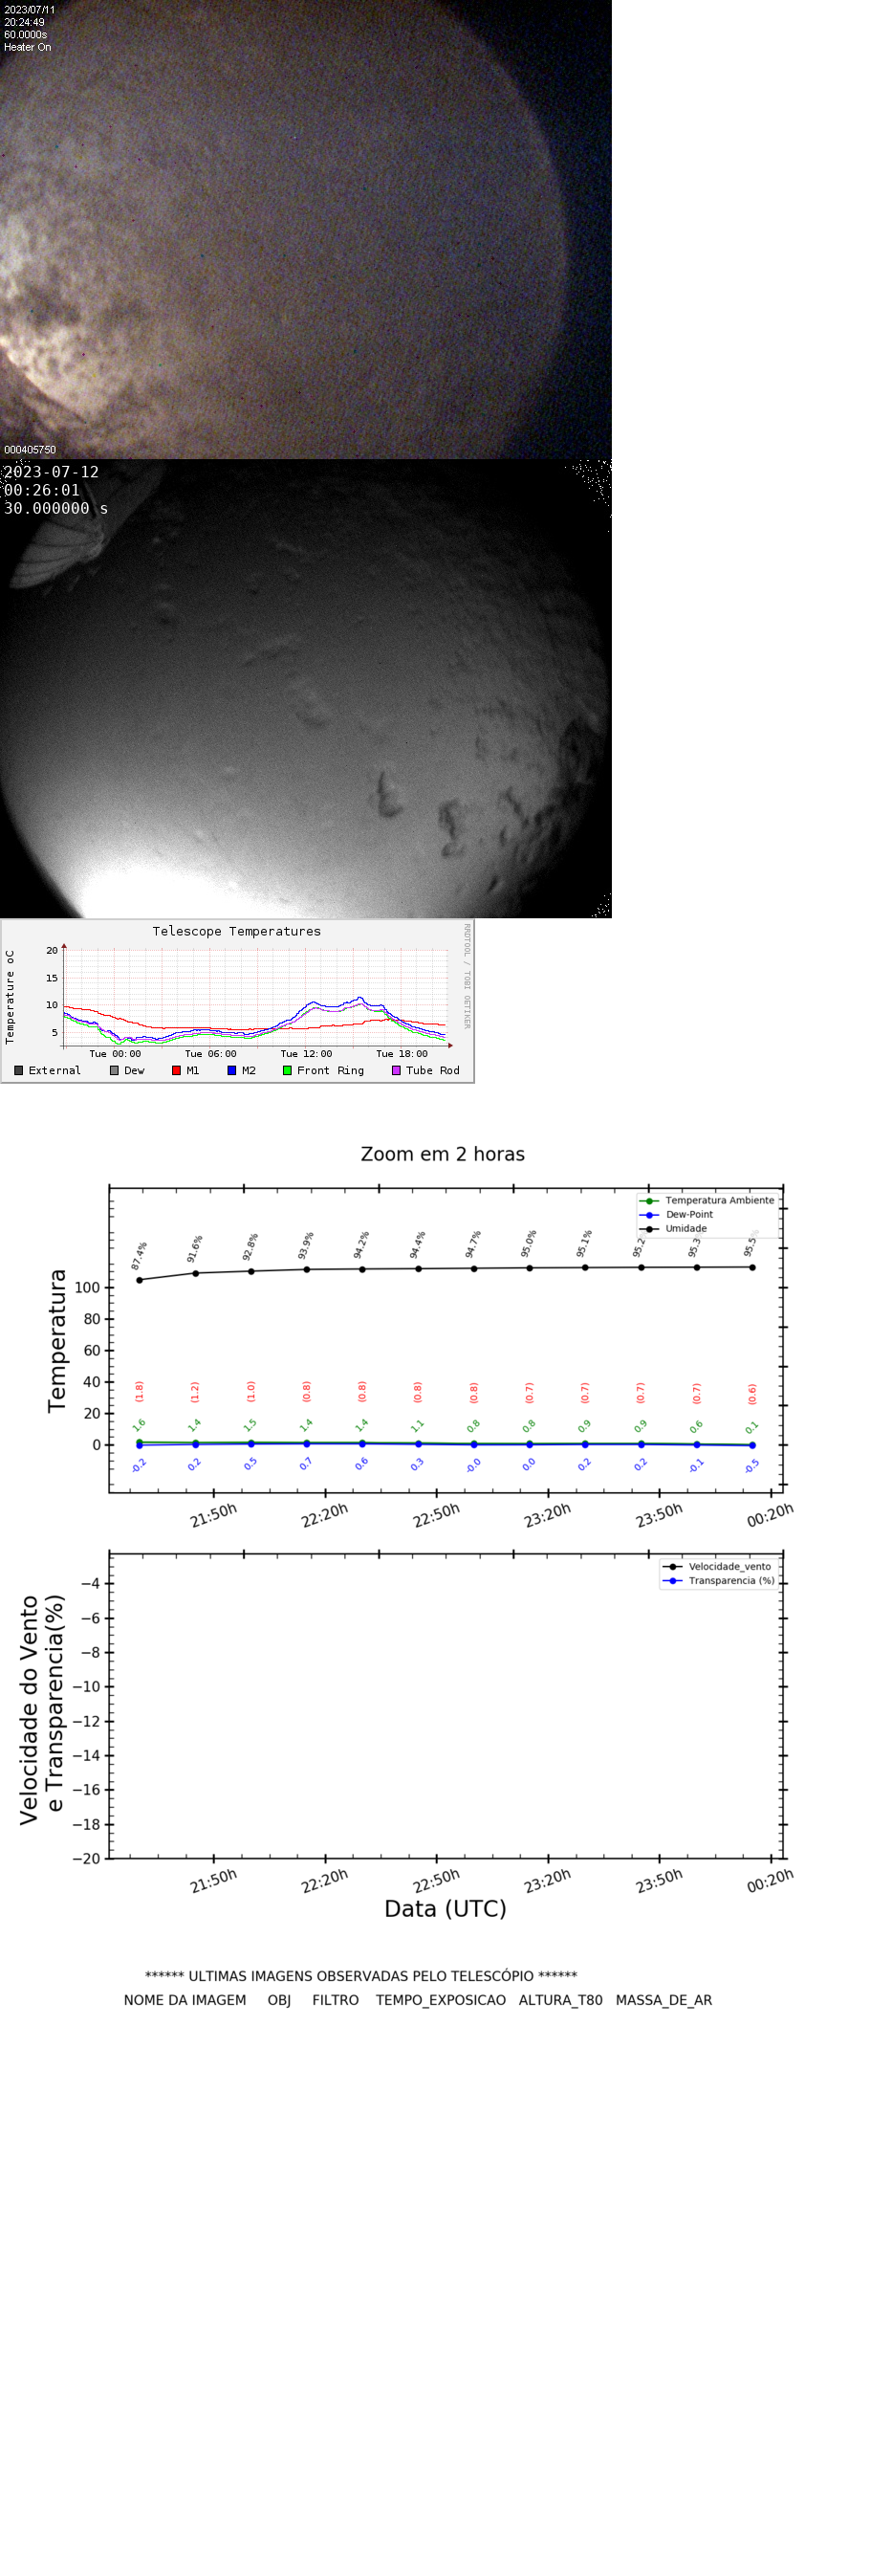 2023/07/11
20:24:49
60.0000s
Heater On
000405750
2023-07-12
00:26:01
30.000000 s
Telescope Temperatures
RRDTOOL / TOBI OETIKER
Temperature oC
20
15
10
5
Tue 00:00 Tue 06:00 Tue 12:00 Tue 18:00
External Dew M1 M2 Front Ring Tube Rod
Zoom em 2 horas
Temperatura Ambiente
Dew-Point
Umidade
87.4% 91.6% 92.8% 93.9% 94.2% 94.4% 94.7% 95.0% 95.1% 95.2 95.3 95.5%
Temperatura
100
80
60
40
20
0
(1.8) (1.2) (1.0) (0.8) (0.8) (0.8) (0.8) (0.7) (0.7) (0.7) (0.7) (0.6)
1.6 1.4 1.5 1.4 1.4 1.1 0.8 0.8 0.9 0.9 0.6 0.1
-0.2 0.2 0.5 0.7 0.6 0.3 -0.0 0.0 0.2 0.2 -0.1 -0.5
21:50h 22:20h 22:50h 23:20h 23:50h 00:20h
Velocidade_vento
Transparencia (%)
Velocidade do Vento
e Transparencia(%)
−4
−6
−8
−10
−12
−14
−16
−18
−20
21:50h 22:20h 22:50h 23:20h 23:50h 00:20h
Data (UTC)
****** ULTIMAS IMAGENS OBSERVADAS PELO TELESCÓPIO ******
NOME DA IMAGEM OBJ FILTRO TEMPO_EXPOSICAO ALTURA_T80 MASSA_DE_AR